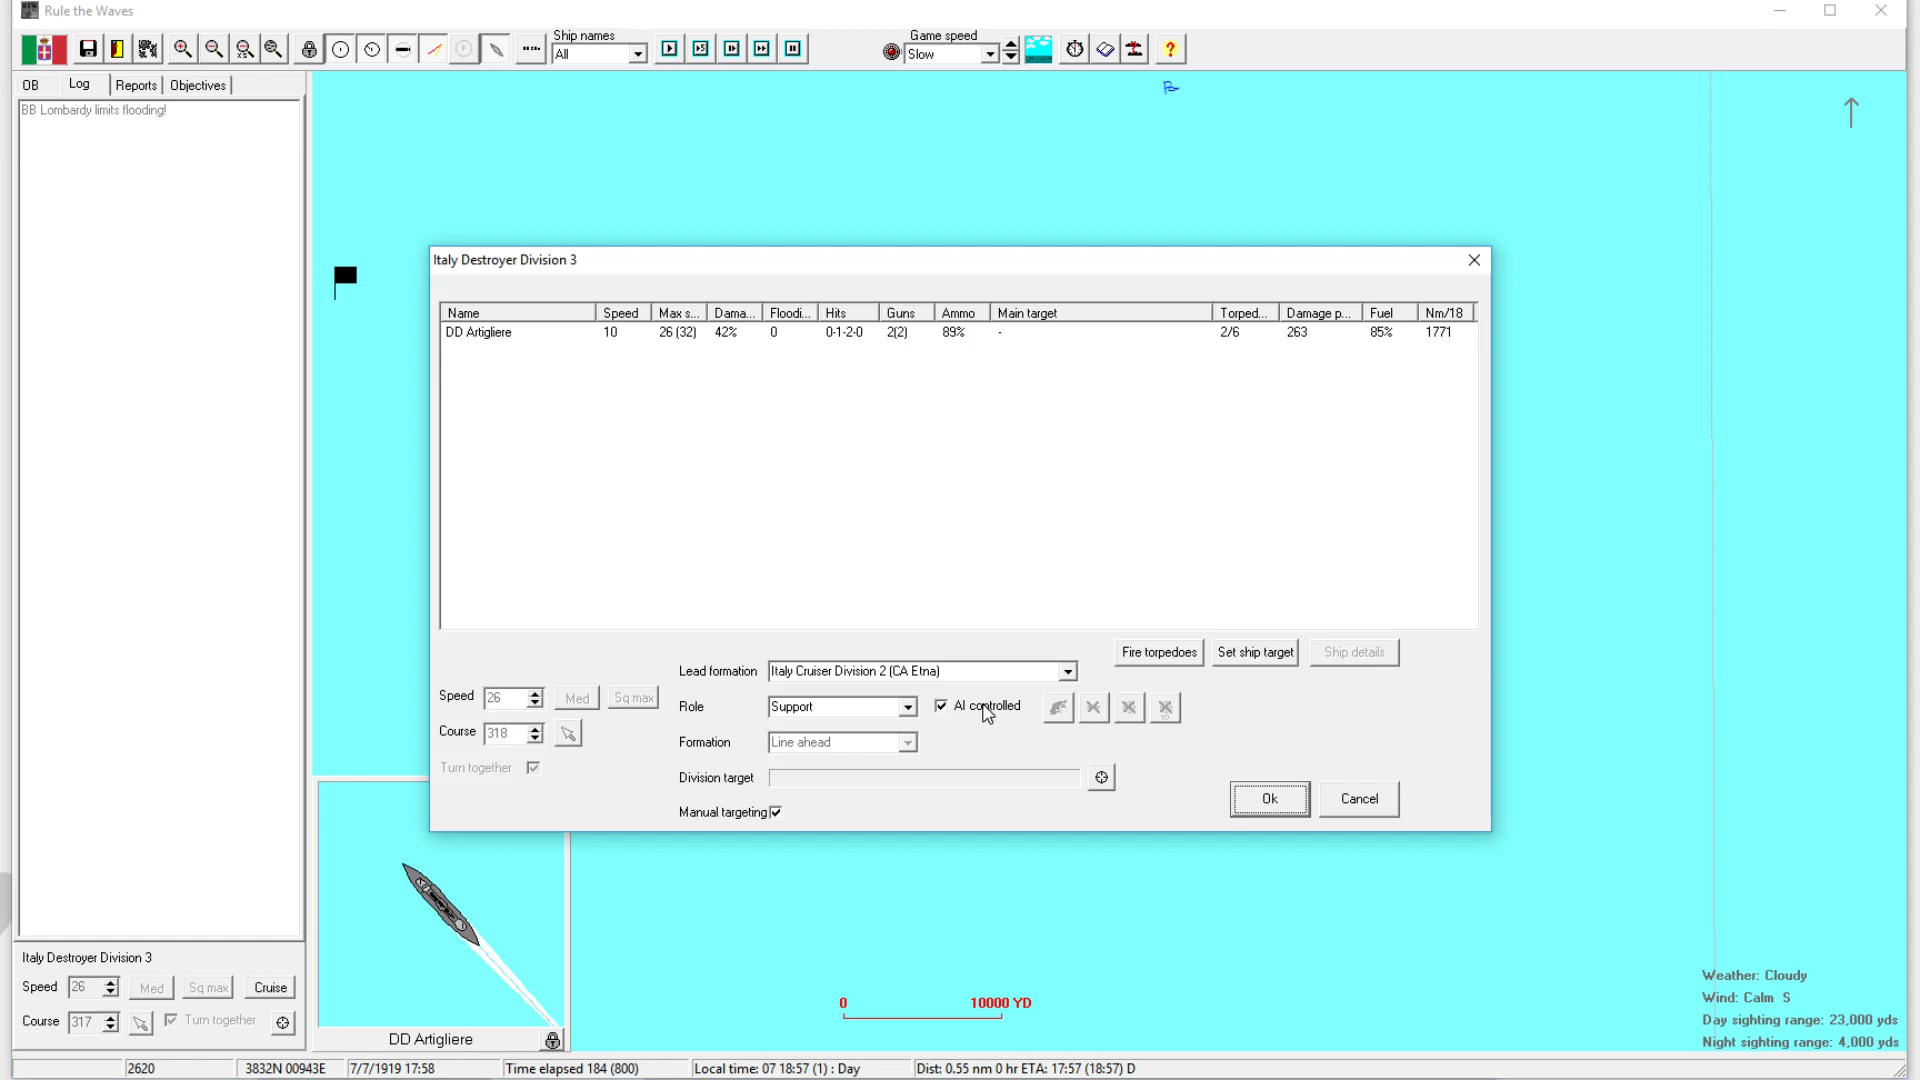 Rule the Waves
Ship names
All
Game speed
Slow
OB Log Reports Objectives
BB Lombardy limits flooding!
Italy Destroyer Division 3
Name Speed Max s... Dama... Floodi... Hits Guns Ammo Main target Torped... Damage p... Fuel Nm/18
DD Artigliere 10 26 (32) 42% 0 0-1-2-0 2(2) 89% - 2/6 263 85% 1771
Fire torpedoes Set ship target Ship details
Lead formation Italy Cruiser Division 2 (CA Etna)
Speed 26 Med Sq max
Role Support AI controlled
Course 318
Formation Line ahead
Turn together
Division target
Ok Cancel
Manual targeting
Italy Destroyer Division 3
Speed 26 Med Sq max Cruise
Course 317 Turn together
DD Artigliere
0 10000 YD
Weather: Cloudy
Wind: Calm S
Day sighting range: 23,000 yds
Night sighting range: 4,000 yds
2620 3832N 00943E 7/7/1919 17:58 Time elapsed 184 (800) Local time: 07 18:57 (1) : Day Dist: 0.55 nm 0 hr ETA: 17:57 (18:57) D